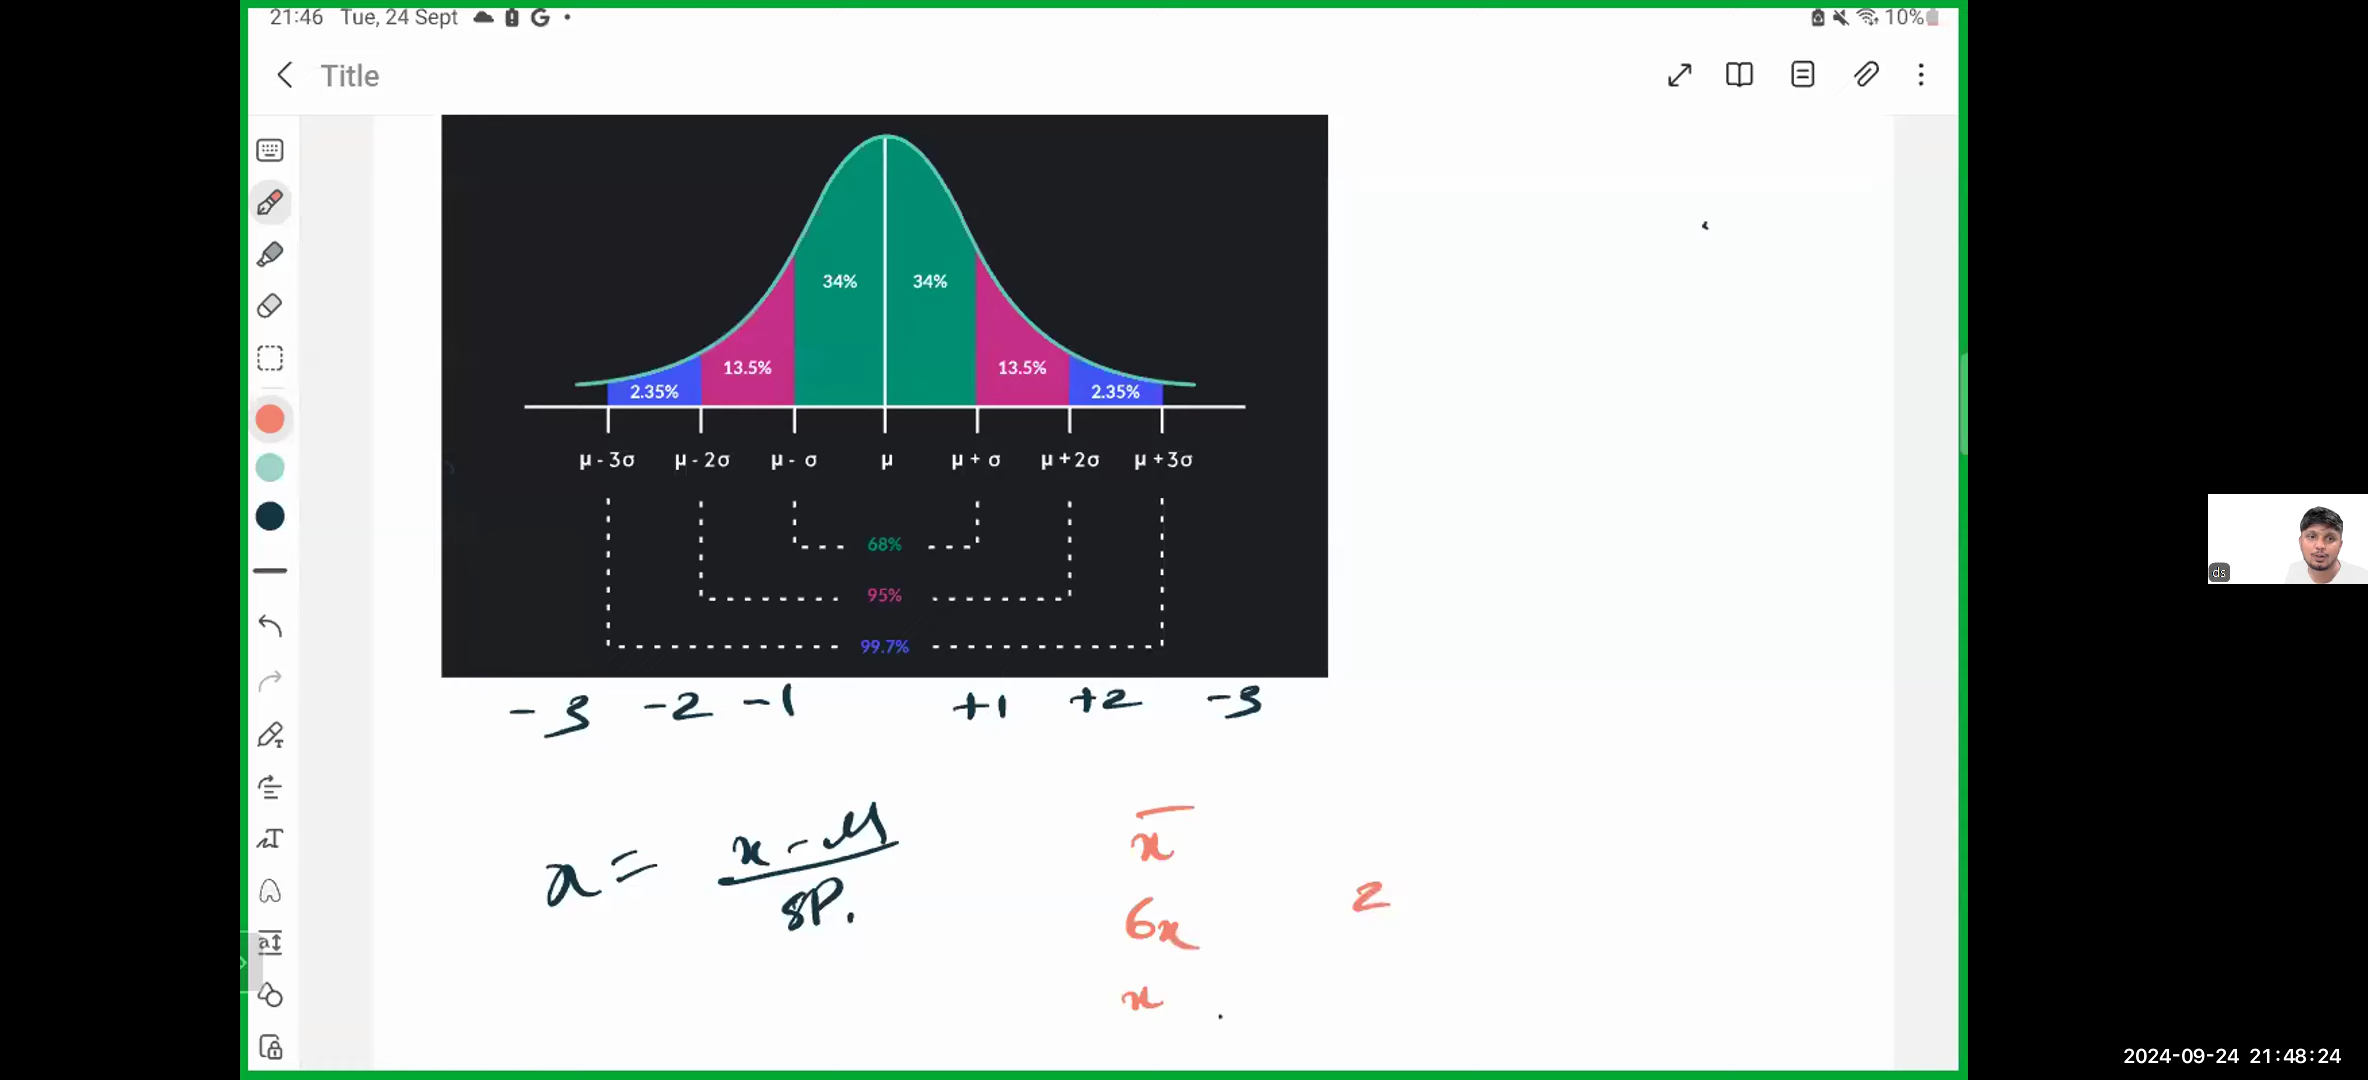 21:46 Tue, 24 Sept G 10%
Title
34% 34%
13.5% 13.5%
2.35% 2.35%
μ - 3σ μ - 2σ μ - σ μ μ + σ μ + 2σ μ + 3σ
68%
95%
99.7%
-3 -2 -1 +1 +2 -3
x = x - μ
SP.
x̄
6x
x
2
ds
2024-09-24 21:48:24